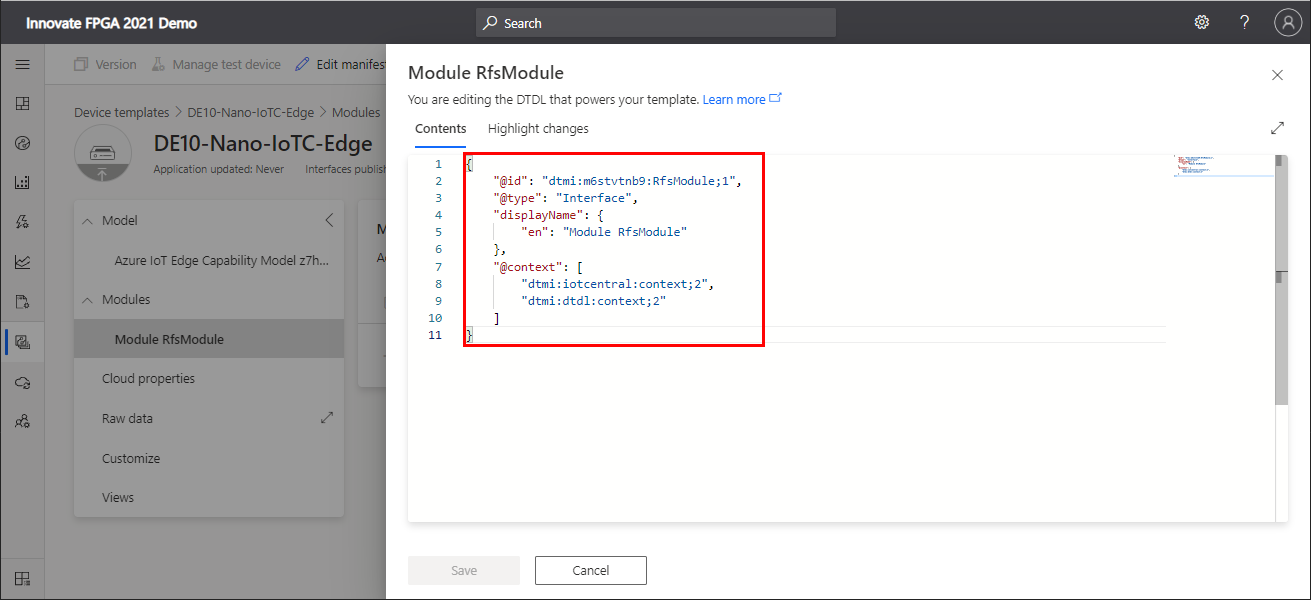 Innovate FPGA 2021 Demo
Search
?
Version
Manage test device
Edit manifes
Device templates > DE10-Nano-IoTC-Edge > Modules
DE10-Nano-IoTC-Edge
Application updated: Never
Interfaces publish
Model
Azure IoT Edge Capability Model z7h...
Modules
Module RfsModule
Cloud properties
Raw data
Customize
Views
Module RfsModule
You are editing the DTDL that powers your template. Learn more
Contents
Highlight changes
1 {
2 "@id": "dtmi:m6stvtnb9:RfsModule;1",
3 "@type": "Interface",
4 "displayName": {
5 "en": "Module RfsModule"
6 },
7 "@context": [
8 "dtmi:iotcentral:context;2",
9 "dtmi:dtdl:context;2"
10 ]
11 }
Save
Cancel